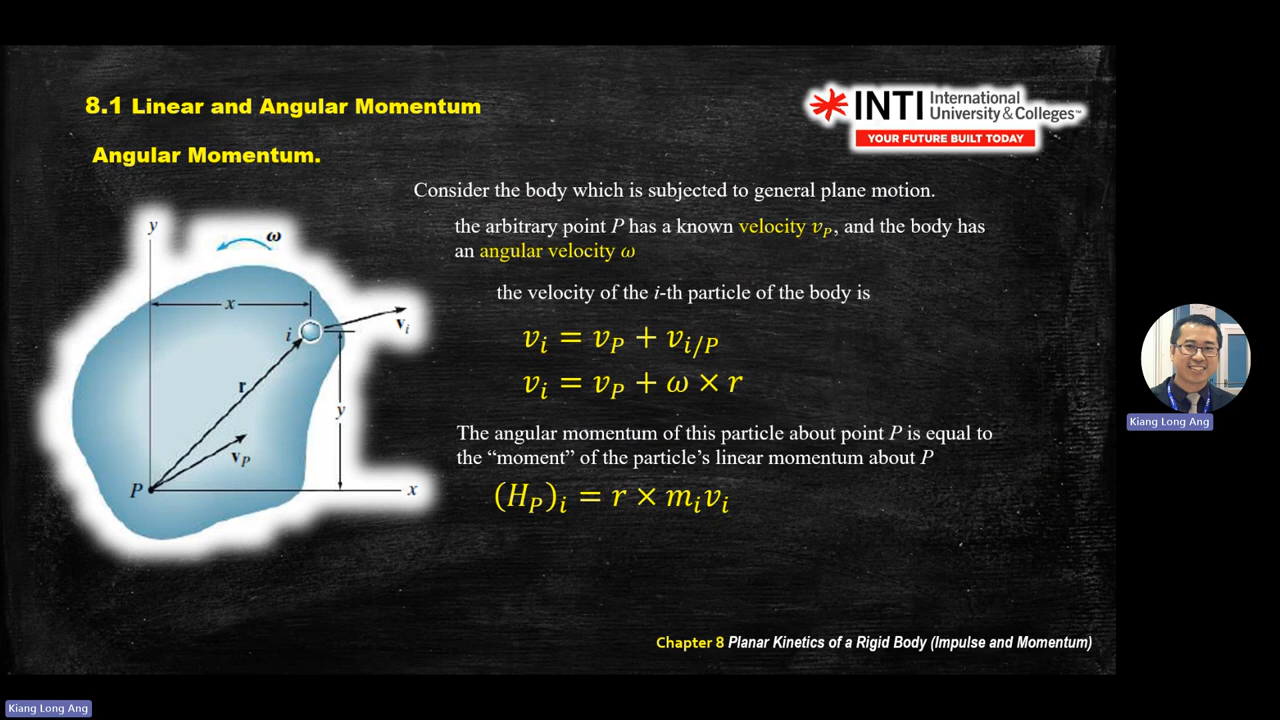 8.1 Linear and Angular Momentum
INTI International
University & Colleges™
YOUR FUTURE BUILT TODAY
Angular Momentum.
Consider the body which is subjected to general plane motion.
the arbitrary point P has a known velocity v_P, and the body has
an angular velocity ω
the velocity of the i-th particle of the body is
v_i = v_P + v_{i/P}
v_i = v_P + ω × r
The angular momentum of this particle about point P is equal to
the “moment” of the particle’s linear momentum about P
(H_P)_i = r × m_i v_i
y
ω
x
i
v_i
r
y
v_P
P
x
Chapter 8 Planar Kinetics of a Rigid Body (Impulse and Momentum)
Kiang Long Ang
Kiang Long Ang